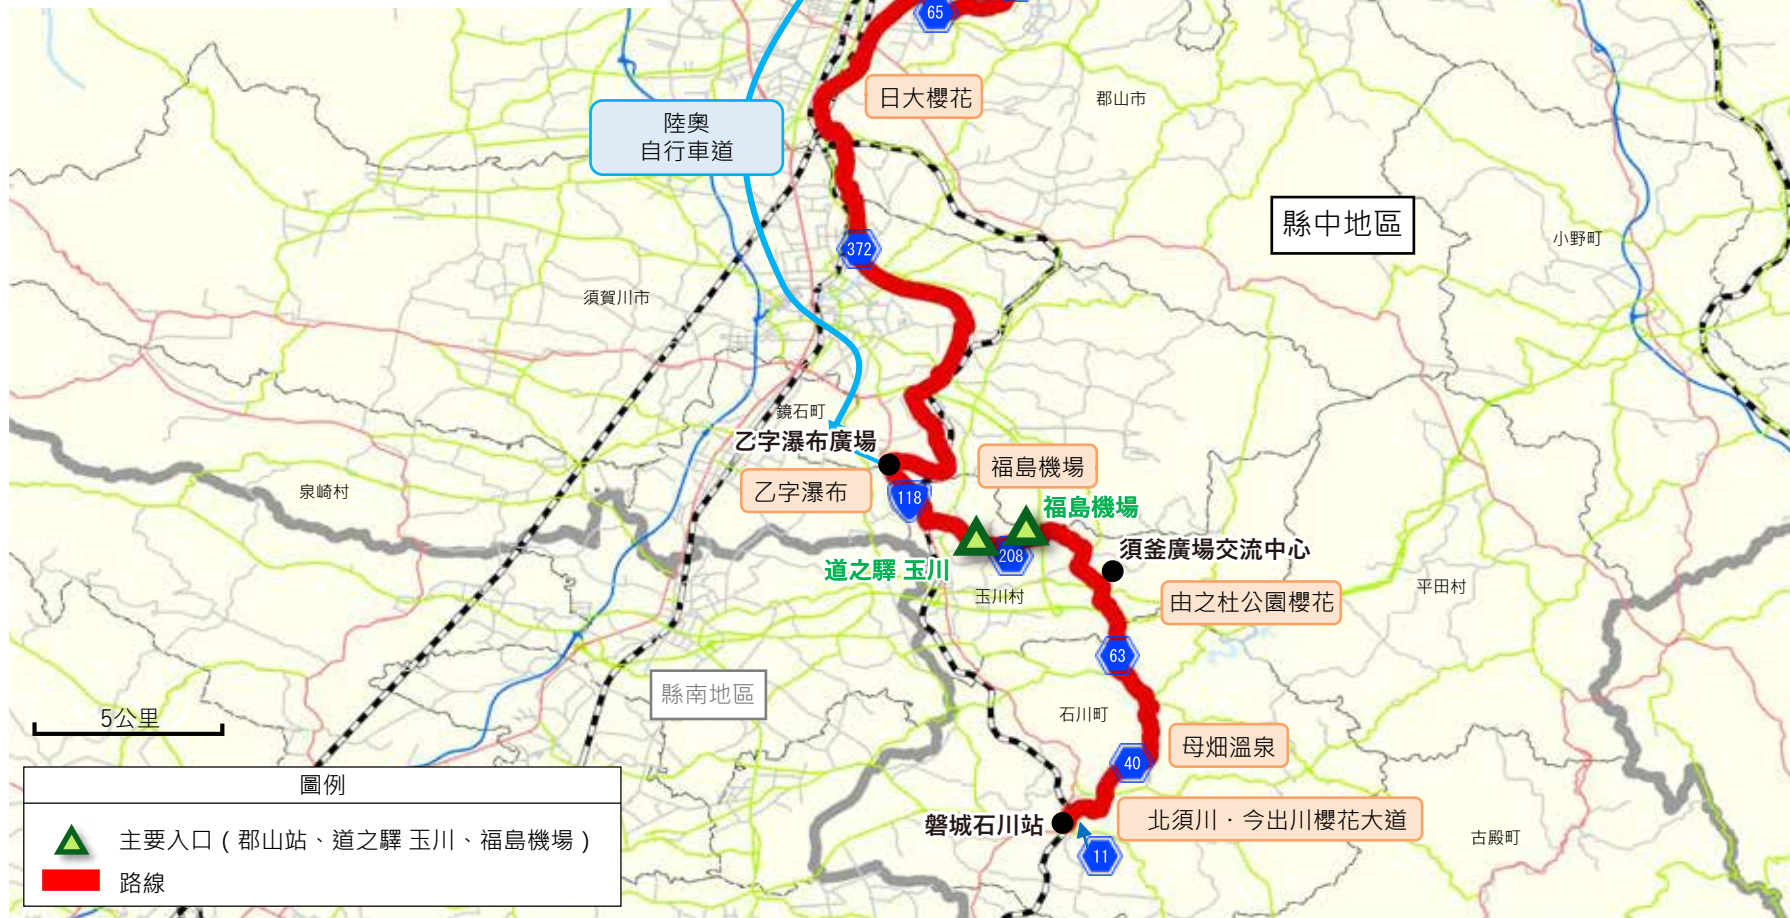 65
日大櫻花
郡山市
陸奧
自行車道
縣中地區
小野町
372
須賀川市
鏡石町
乙字瀑布廣場
福島機場
泉崎村
乙字瀑布
118
福島機場
須釜廣場交流中心
208
道之驛 玉川
玉川村
平田村
由之杜公園櫻花
63
縣南地區
5公里
石川町
母畑溫泉
40
圖例
主要入口 ( 郡山站、道之驛 玉川、福島機場 )
路線
磐城石川站
北須川・今出川櫻花大道
古殿町
11